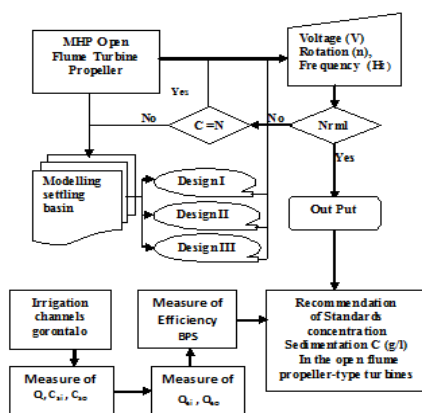 MHP Open
Flume Turbine
Propeller
Voltage (V)
Rotation (n),
Frequency (Hz)
Yes
No
C =N
No
Nrml
Yes
Modelling
settling
basin
Design I
Design II
Design III
Out Put
Irrigation
channels
gorontalo
Measure of
Efficiency
BPS
Recommendation
of Standards
concentration
Sedimentation C (g/l)
In the open flume
propeller-type turbines
Measure of
Q, Csi, Cso
Measure of
Qsi , Qso